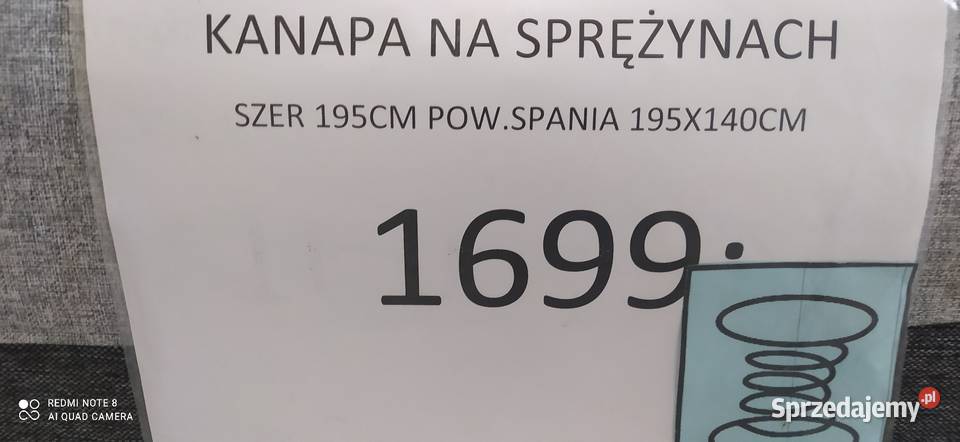 KANAPA NA SPRĘŻYNACH
SZER 195CM POW.SPANIA 195X140CM
1699:
REDMI NOTE 8
AI QUAD CAMERA
Sprzedajemy.pl